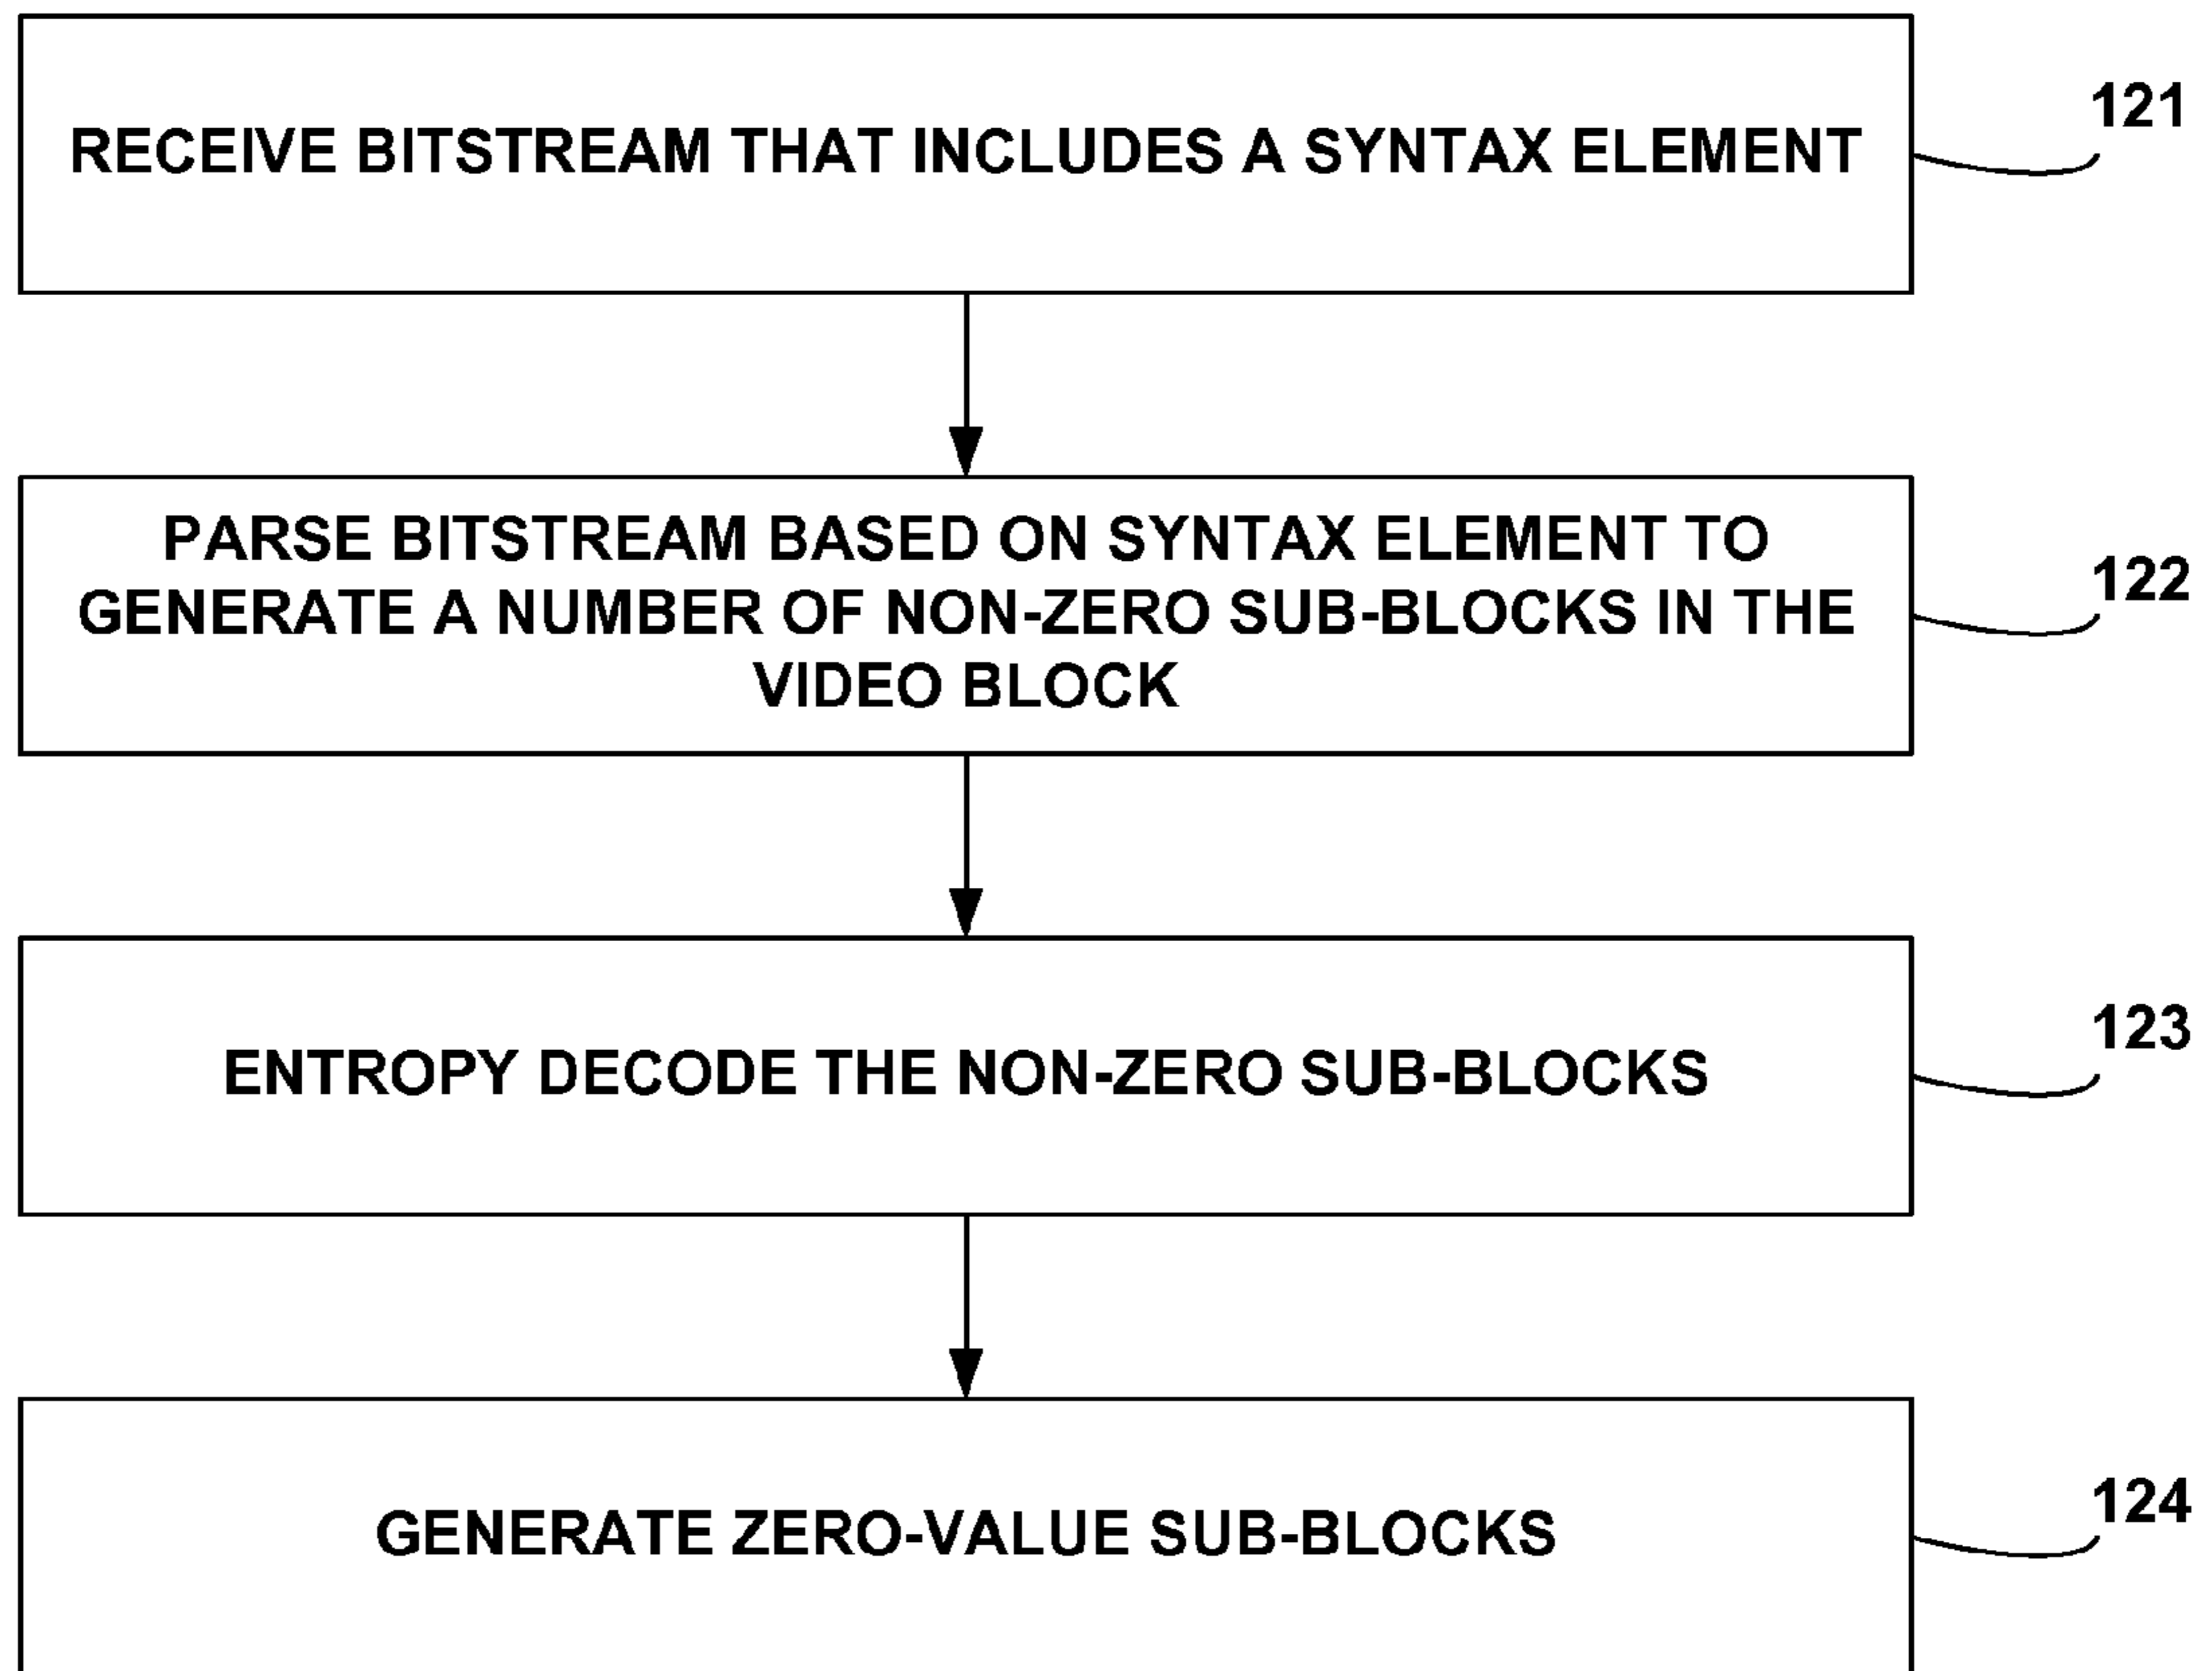 RECEIVE BITSTREAM THAT INCLUDES A SYNTAX ELEMENT
121
PARSE BITSTREAM BASED ON SYNTAX ELEMENT TO
GENERATE A NUMBER OF NON-ZERO SUB-BLOCKS IN THE
VIDEO BLOCK
122
ENTROPY DECODE THE NON-ZERO SUB-BLOCKS
123
GENERATE ZERO-VALUE SUB-BLOCKS
124